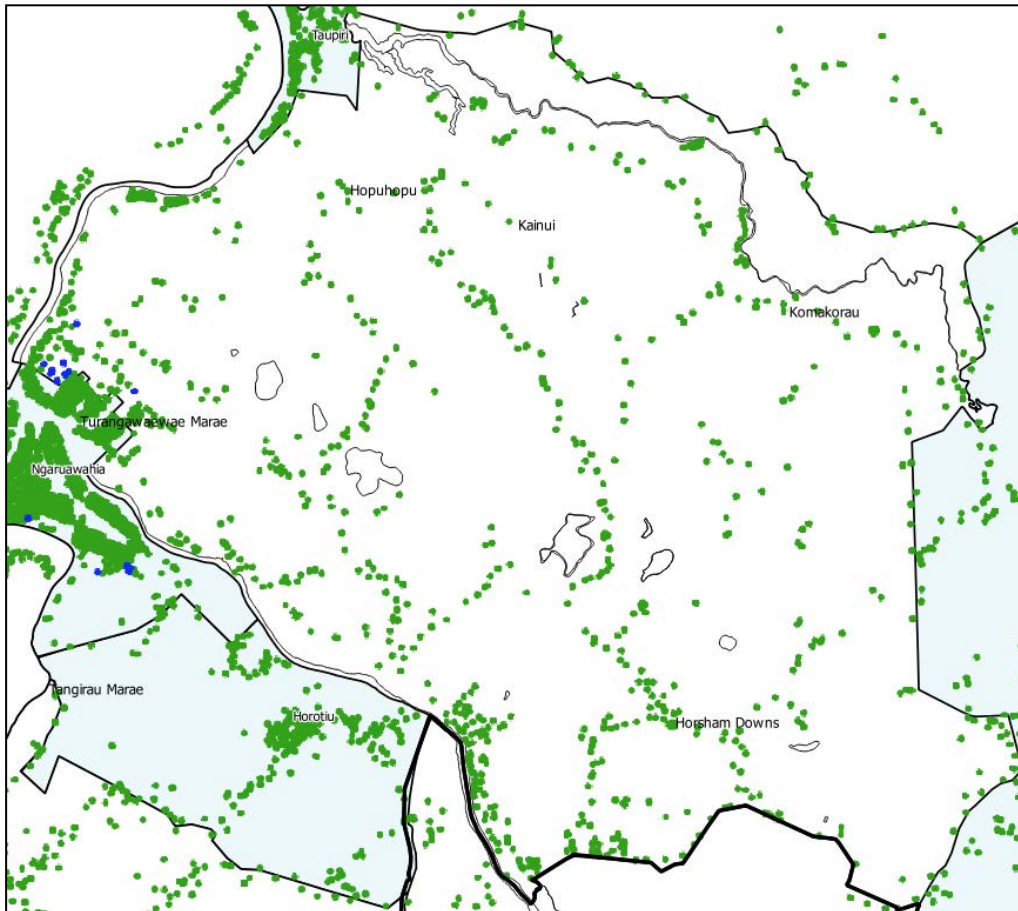 Taupiri
Hopuhopu
Kainui
Komakorau
Turangawaewae Marae
Ngaruawahia
Tangirau Marae
Horotiu
Horsham Downs